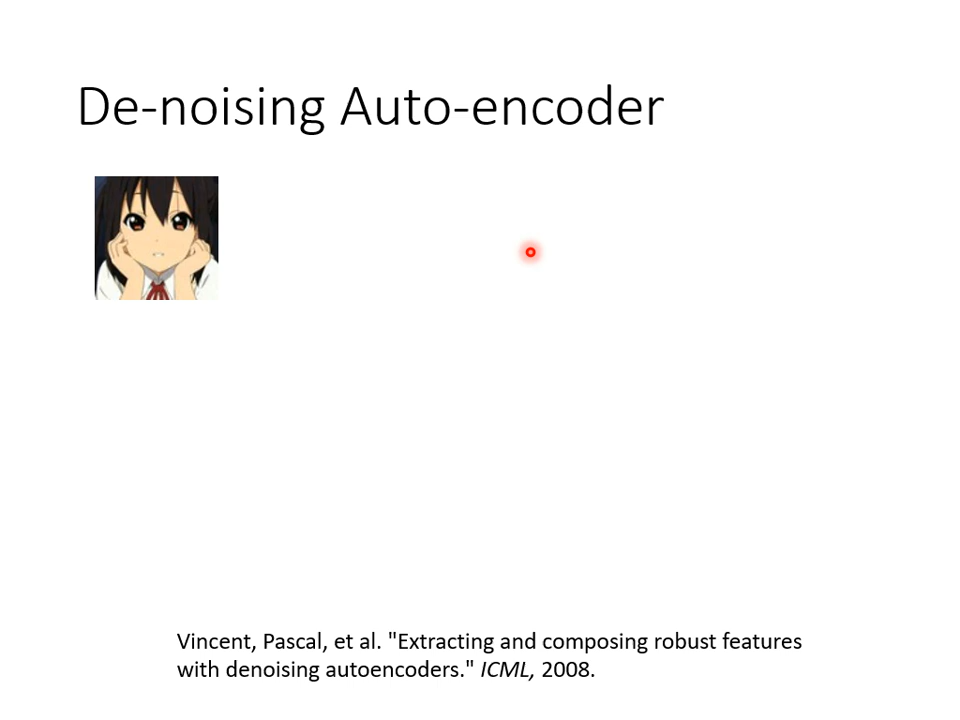 De-noising Auto-encoder
Vincent, Pascal, et al. "Extracting and composing robust features
with denoising autoencoders." ICML, 2008.